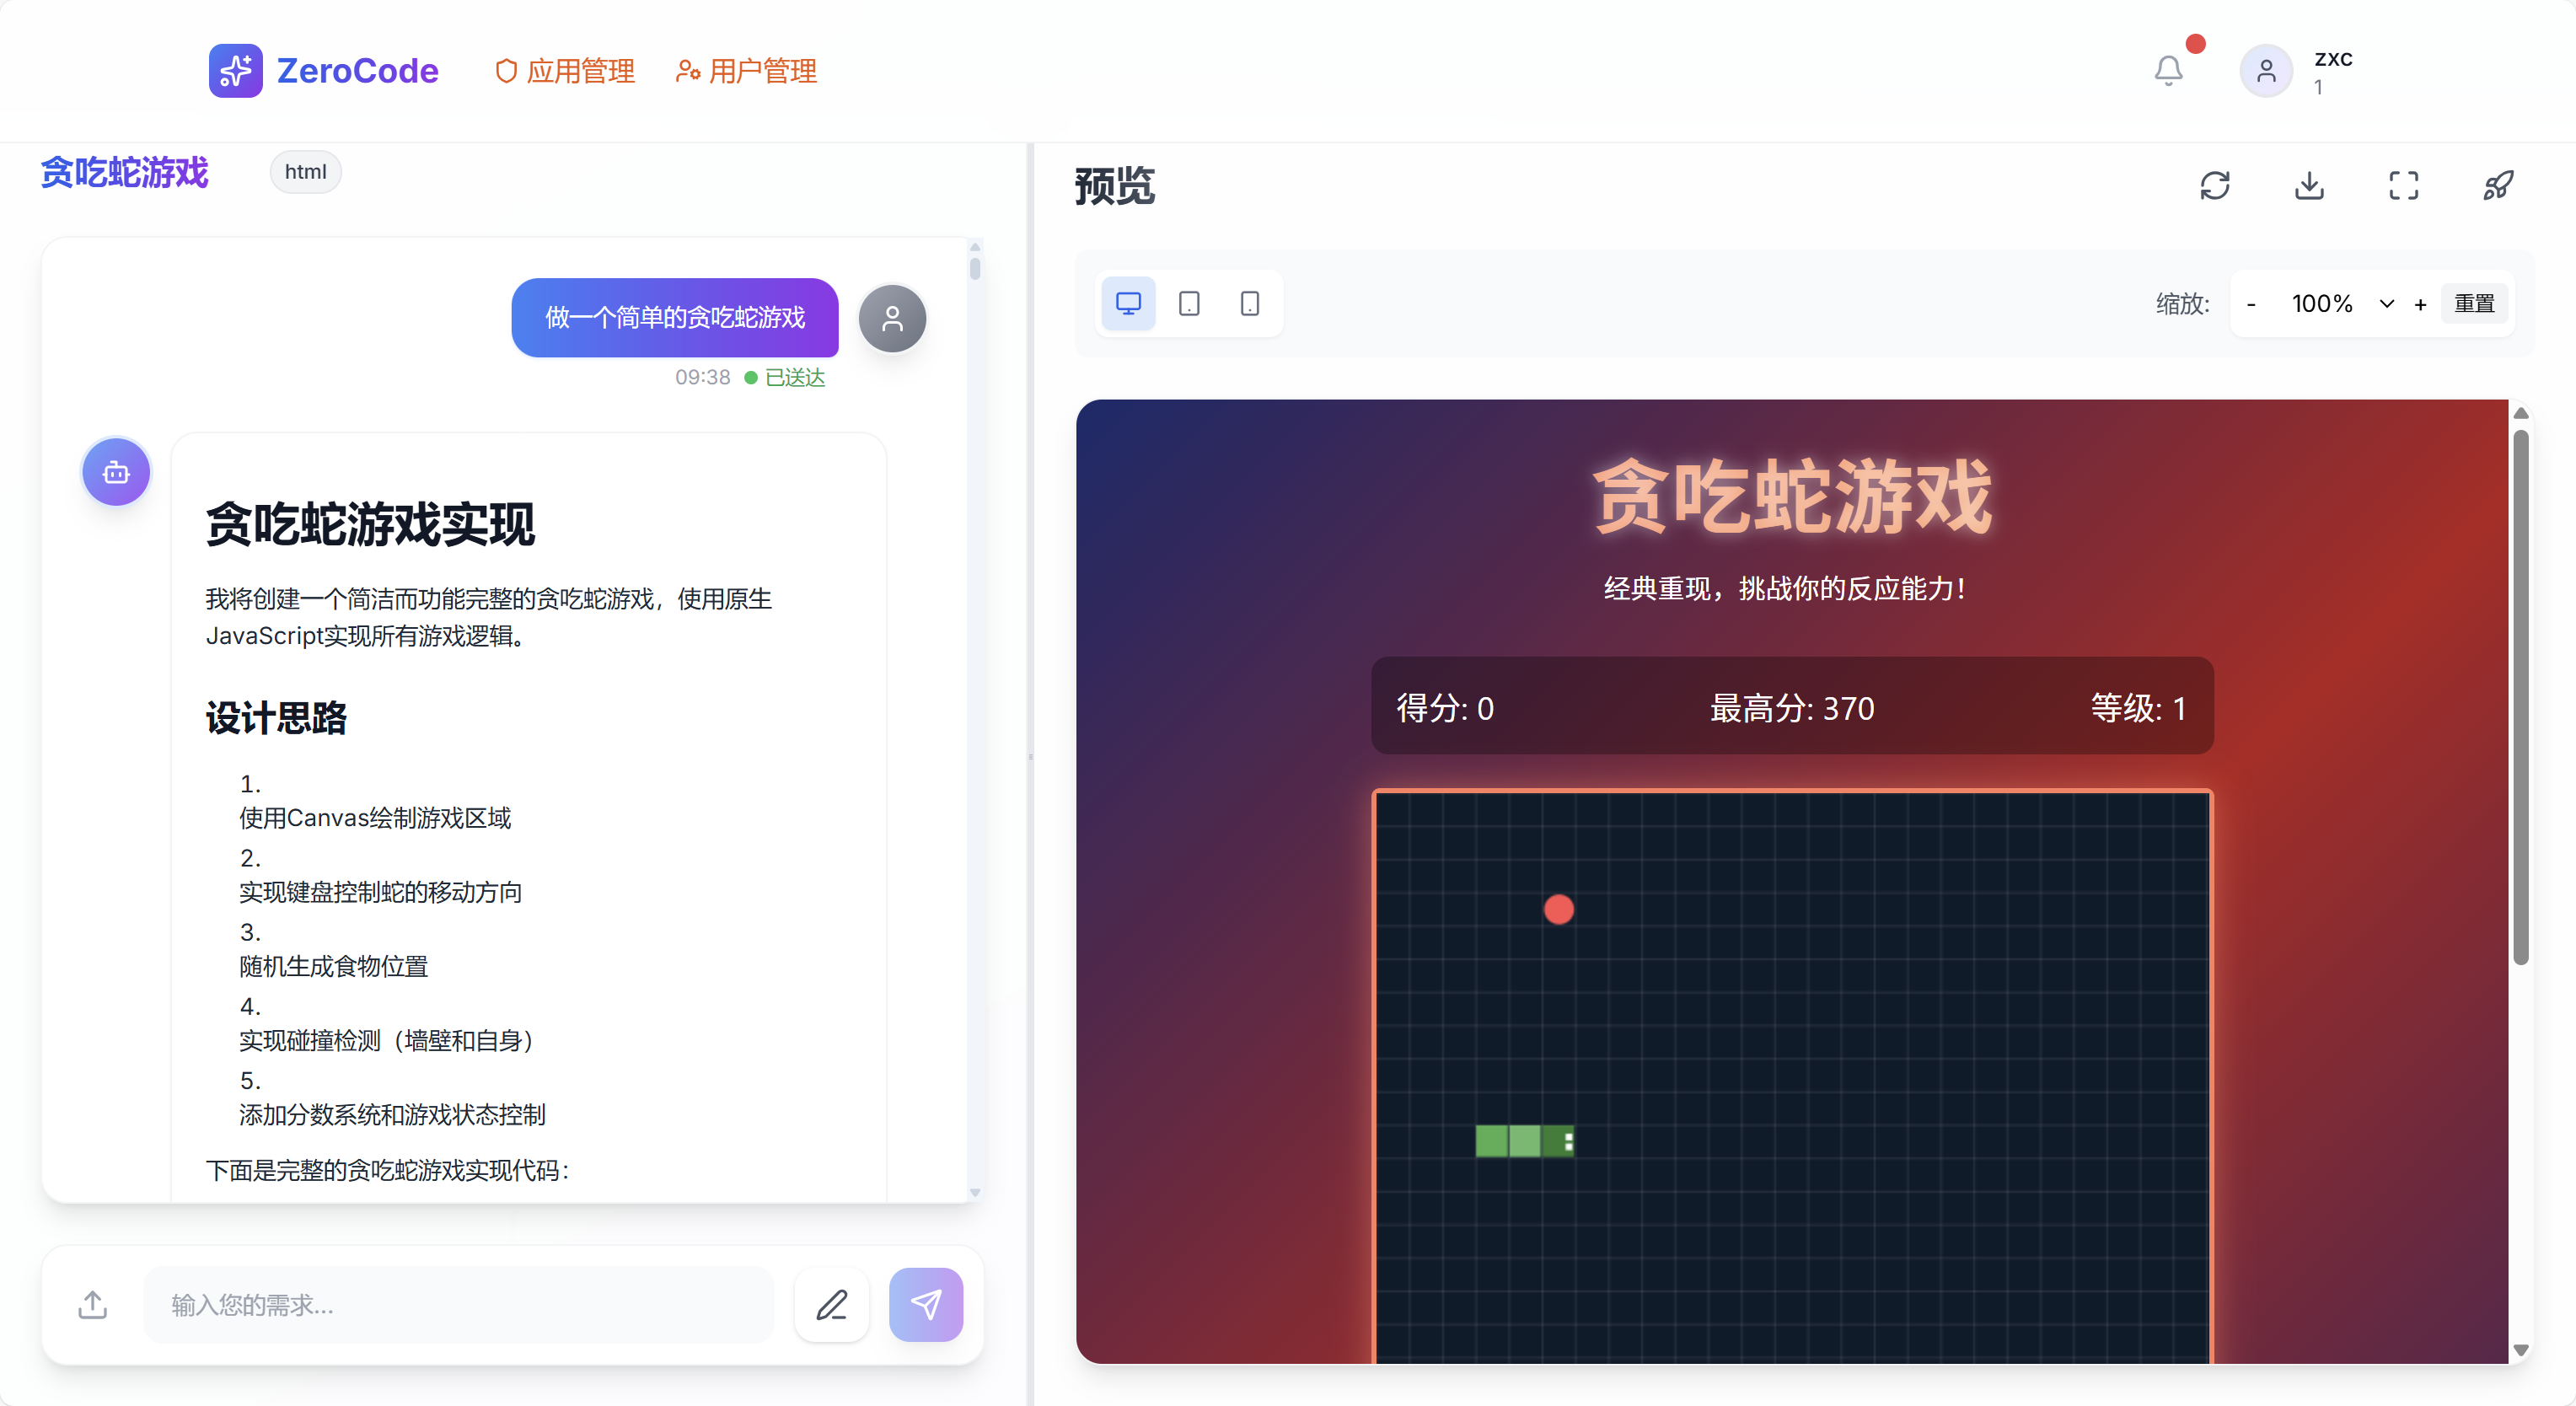 ZeroCode
应用管理
用户管理
zxc
1
贪吃蛇游戏
html
做一个简单的贪吃蛇游戏
09:38 已送达
贪吃蛇游戏实现
我将创建一个简洁而功能完整的贪吃蛇游戏，使用原生
JavaScript实现所有游戏逻辑。
设计思路
1.
使用Canvas绘制游戏区域
2.
实现键盘控制蛇的移动方向
3.
随机生成食物位置
4.
实现碰撞检测（墙壁和自身）
5.
添加分数系统和游戏状态控制
下面是完整的贪吃蛇游戏实现代码：
输入您的需求...
预览
缩放: - 100% + 重置
贪吃蛇游戏
经典重现，挑战你的反应能力！
得分: 0
最高分: 370
等级: 1